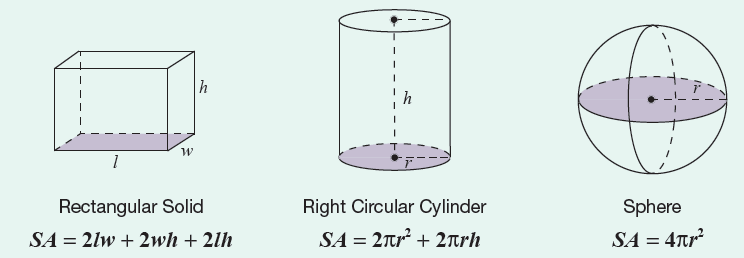 h
w
l
h
r
r
Rectangular Solid
Right Circular Cylinder
Sphere
SA = 2lw + 2wh + 2lh
SA = 2πr² + 2πrh
SA = 4πr²